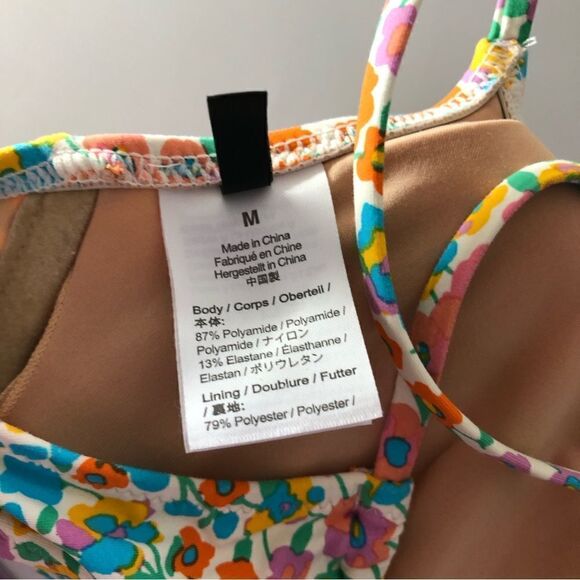 M
Made in China
Fabriqué en Chine
Hergestellt in China
中国製
Body / Corps / Oberteil /
本体:
87% Polyamide / Polyamide /
Polyamide / ナイロン
13% Elastane / Élasthanne /
Elastan / ポリウレタン
Lining / Doublure / Futter
/ 裏地:
79% Polyester / Polyester /